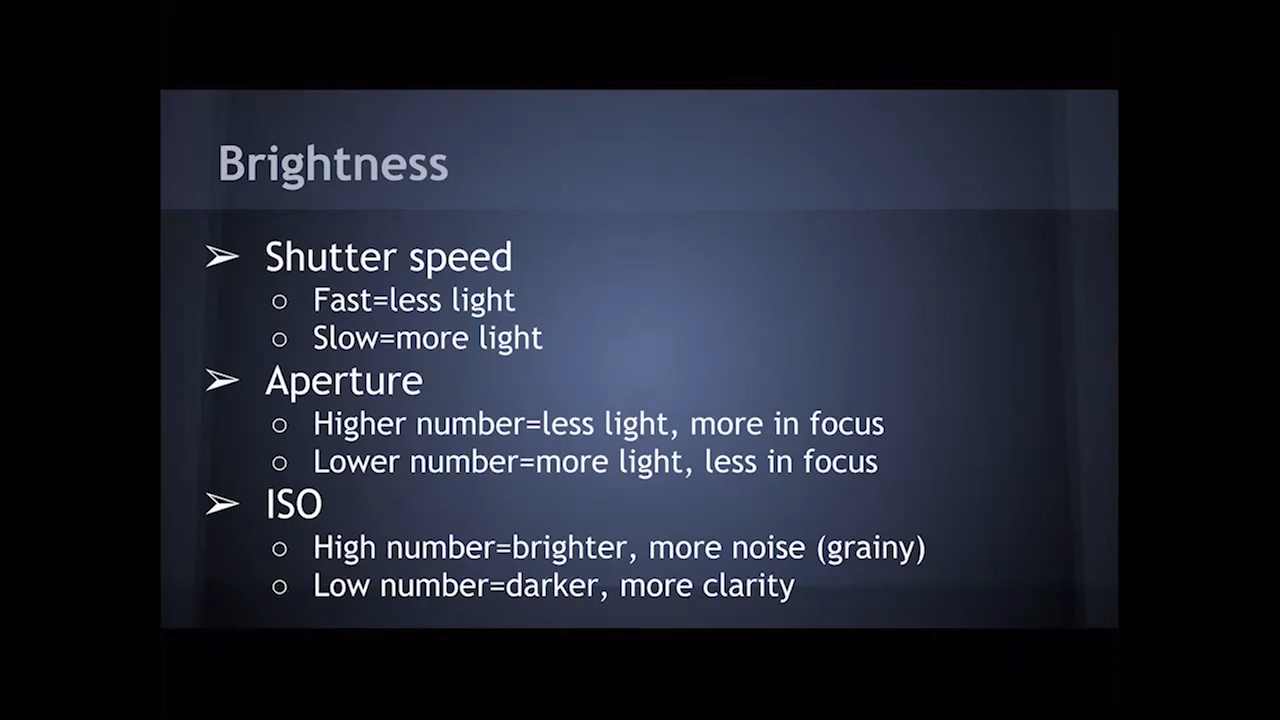 Brightness
➢ Shutter speed
○ Fast=less light
○ Slow=more light
➢ Aperture
○ Higher number=less light, more in focus
○ Lower number=more light, less in focus
➢ ISO
○ High number=brighter, more noise (grainy)
○ Low number=darker, more clarity